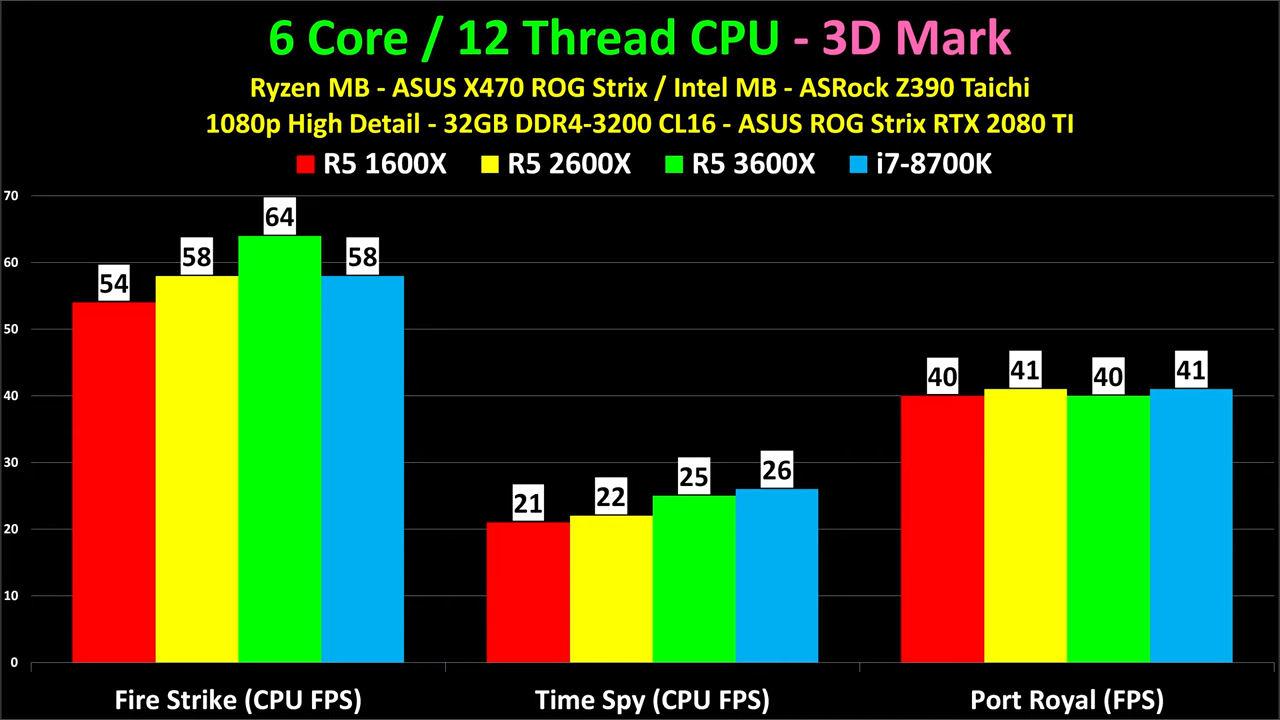 6 Core / 12 Thread CPU - 3D Mark
Ryzen MB - ASUS X470 ROG Strix / Intel MB - ASRock Z390 Taichi
1080p High Detail - 32GB DDR4-3200 CL16 - ASUS ROG Strix RTX 2080 TI
R5 1600X R5 2600X R5 3600X i7-8700K
70
60
50
40
30
20
10
0
54 58 64 58
21 22 25 26
40 41 40 41
Fire Strike (CPU FPS) Time Spy (CPU FPS) Port Royal (FPS)